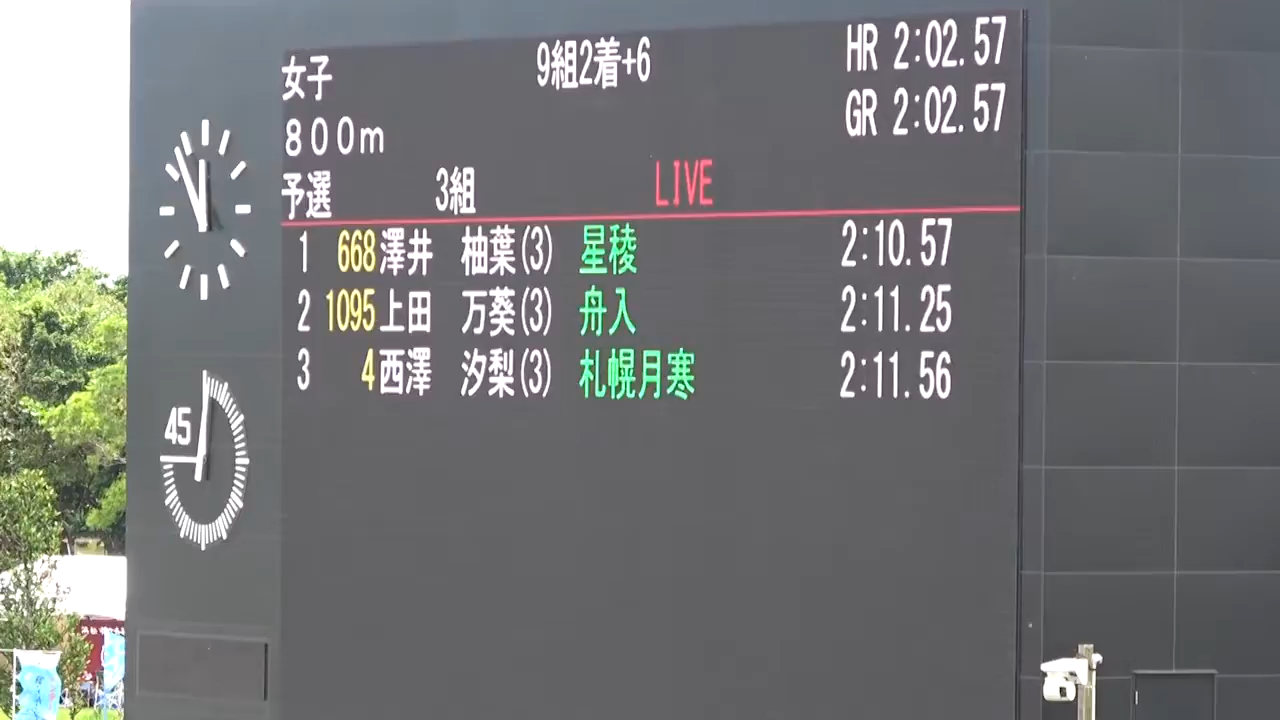 女子 9組2着+6 HR 2:02.57
800m GR 2:02.57
予選 3組 LIVE
1 668 澤井 柚葉(3) 星稜 2:10.57
2 1095 上田 万葵(3) 舟入 2:11.25
3 4 西澤 汐梨(3) 札幌月寒 2:11.56
45